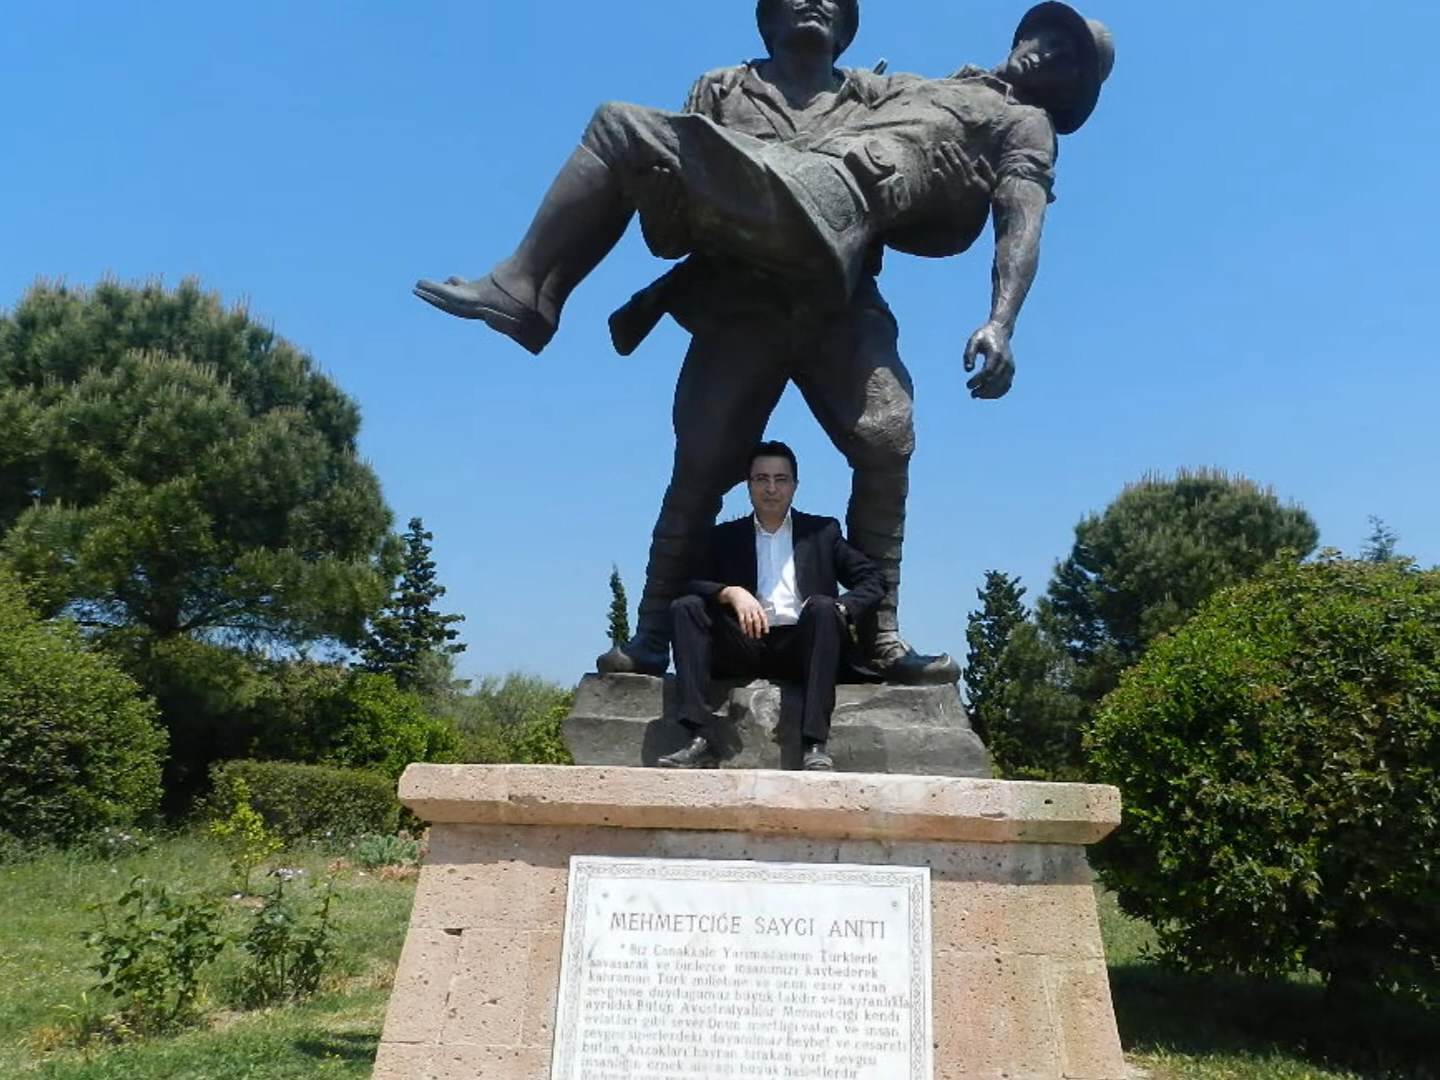 MEHMETCİĞE SAYGI ANITI
"Biz Çanakkale Yarımadasının Türklerle
savaşarak ve binlerce insanımızı kaybederek
kahraman Türk milletine ve onun eşsiz vatan
sevgisine duyduğumuz büyük takdir ve hayranlıkla
ayrıldık.Bütün Avustralyalılar Mehmetçiği kendi
evlatları gibi sever.Onun mertliği,vatan ve insan
sevgisi,siperlerdeki dayanılmaz heybet ve cesareti
bütün Anzakları hayran bırakan yurt sevgisi
insanlığın örnek alacağı büyük hasletlerdir